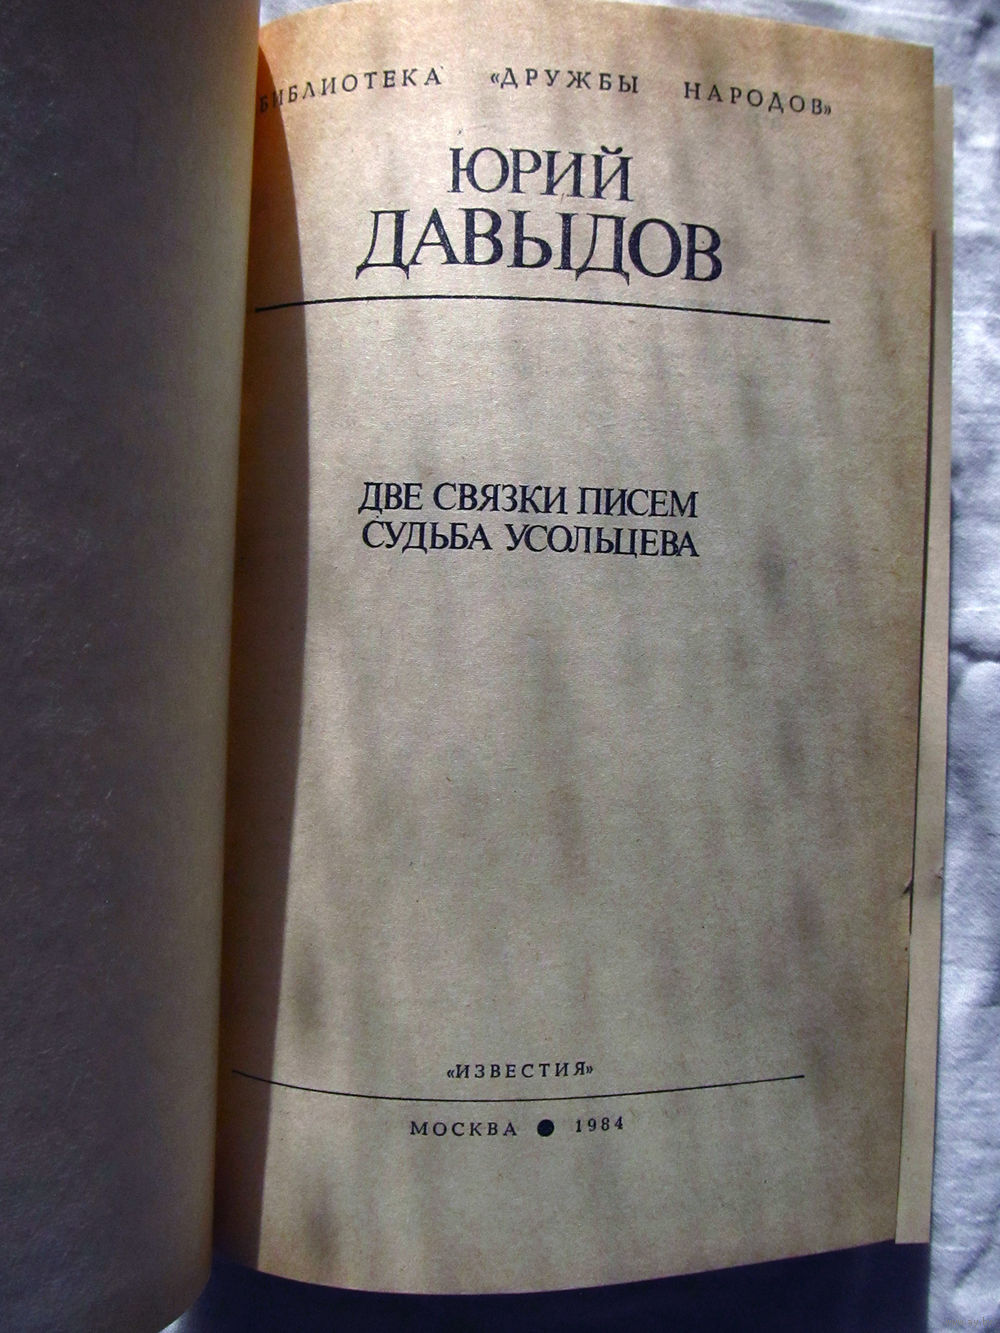 БИБЛИОТЕКА «ДРУЖБЫ НАРОДОВ»
ЮРИЙ
ДАВЫДОВ
ДВЕ СВЯЗКИ ПИСЕМ
СУДЬБА УСОЛЬЦЕВА
«ИЗВЕСТИЯ»
МОСКВА ● 1984